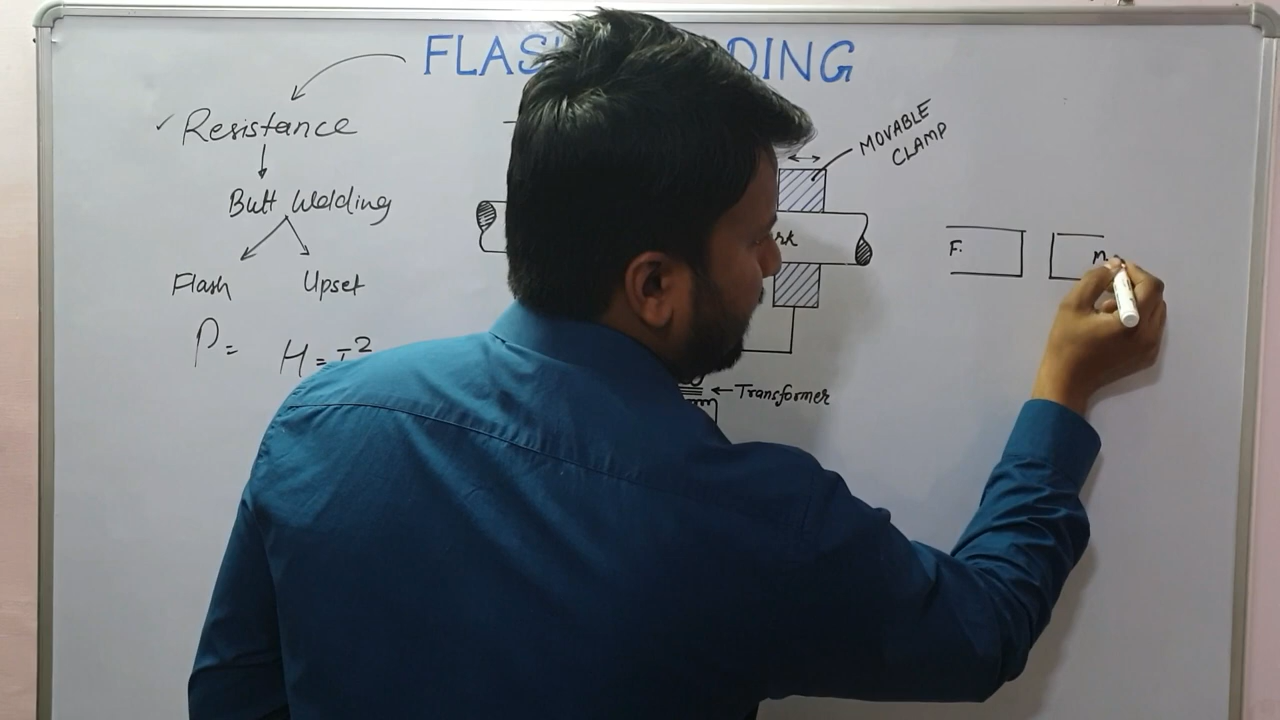 FLAS DING
Resistance
MOVABLE
CLAMP
Butt Welding
Flash Upset
P= H=I²
rk
F. M
Transformer